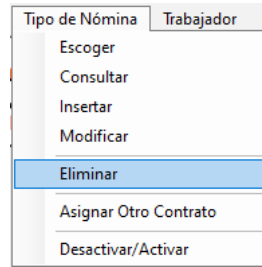 Tipo de Nómina Trabajador
Escoger
Consultar
Insertar
Modificar
Eliminar
Asignar Otro Contrato
Desactivar/Activar